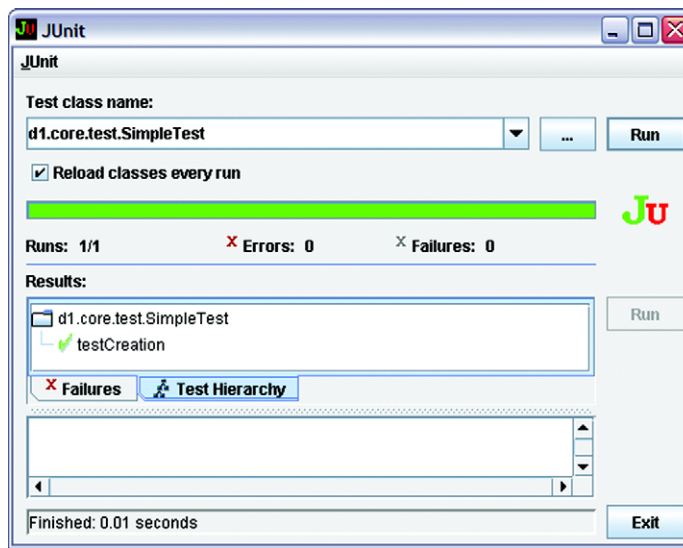 JU JUnit
JUnit
Test class name:
d1.core.test.SimpleTest ... Run
Reload classes every run
JU
Runs: 1/1 X Errors: 0 X Failures: 0
Results:
d1.core.test.SimpleTest Run
testCreation
X Failures Test Hierarchy
Finished: 0.01 seconds Exit